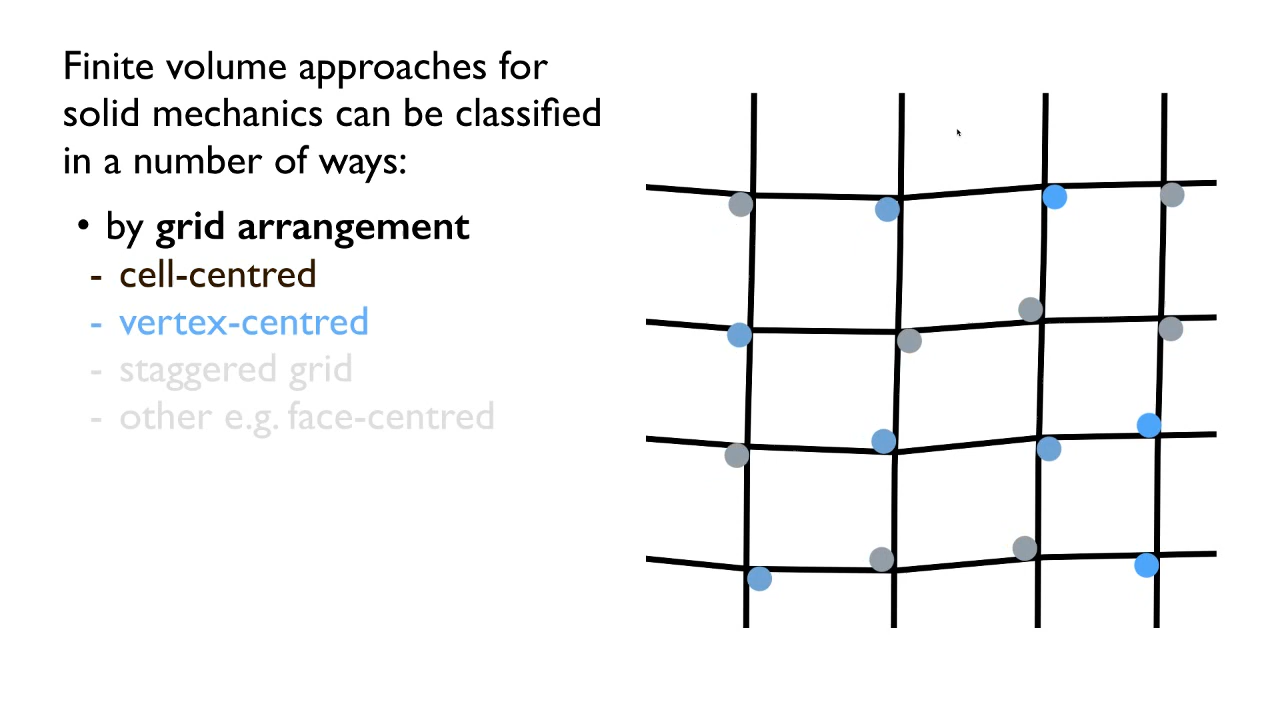 Finite volume approaches for
solid mechanics can be classified
in a number of ways:
• by grid arrangement
- cell-centred
- vertex-centred
- staggered grid
- other e.g. face-centred